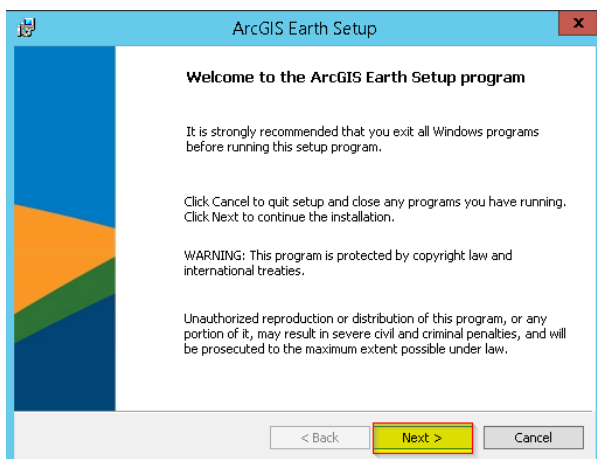 ArcGIS Earth Setup
x
Welcome to the ArcGIS Earth Setup program
It is strongly recommended that you exit all Windows programs
before running this setup program.
Click Cancel to quit setup and close any programs you have running.
Click Next to continue the installation.
WARNING: This program is protected by copyright law and
international treaties.
Unauthorized reproduction or distribution of this program, or any
portion of it, may result in severe civil and criminal penalties, and will
be prosecuted to the maximum extent possible under law.
< Back Next > Cancel